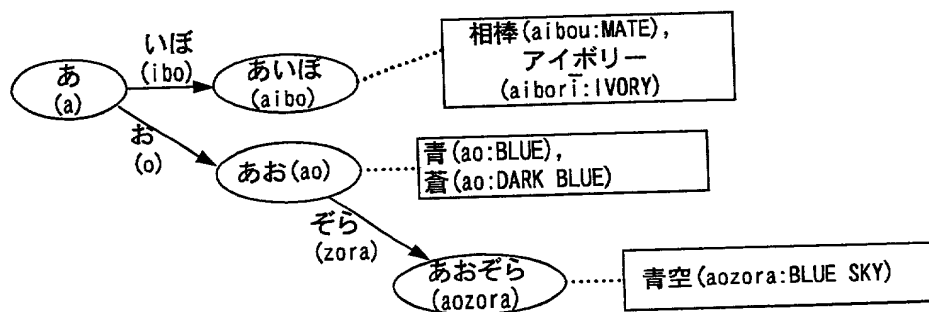 あ
(a)
いぼ
(ibo)
あいぼ
(aibo)
相棒(aibou:MATE),
アイボリー
(aiborī:IVORY)
お
(o)
あお(ao)
青(ao:BLUE),
蒼(ao:DARK BLUE)
ぞら
(zora)
あおぞら
(aozora)
青空(aozora:BLUE SKY)